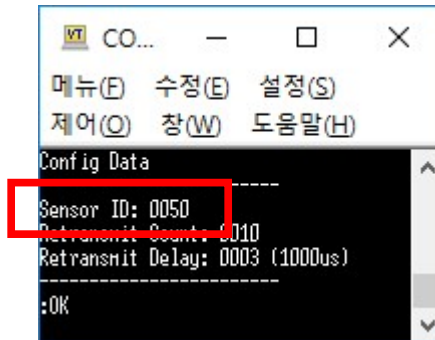 CO...
메뉴(F) 수정(E) 설정(S)
제어(O) 창(W) 도움말(H)
Config Data
Sensor ID: 0050
Retransmit Count: 0010
Retransmit Delay: 0003 (1000us)
:OK